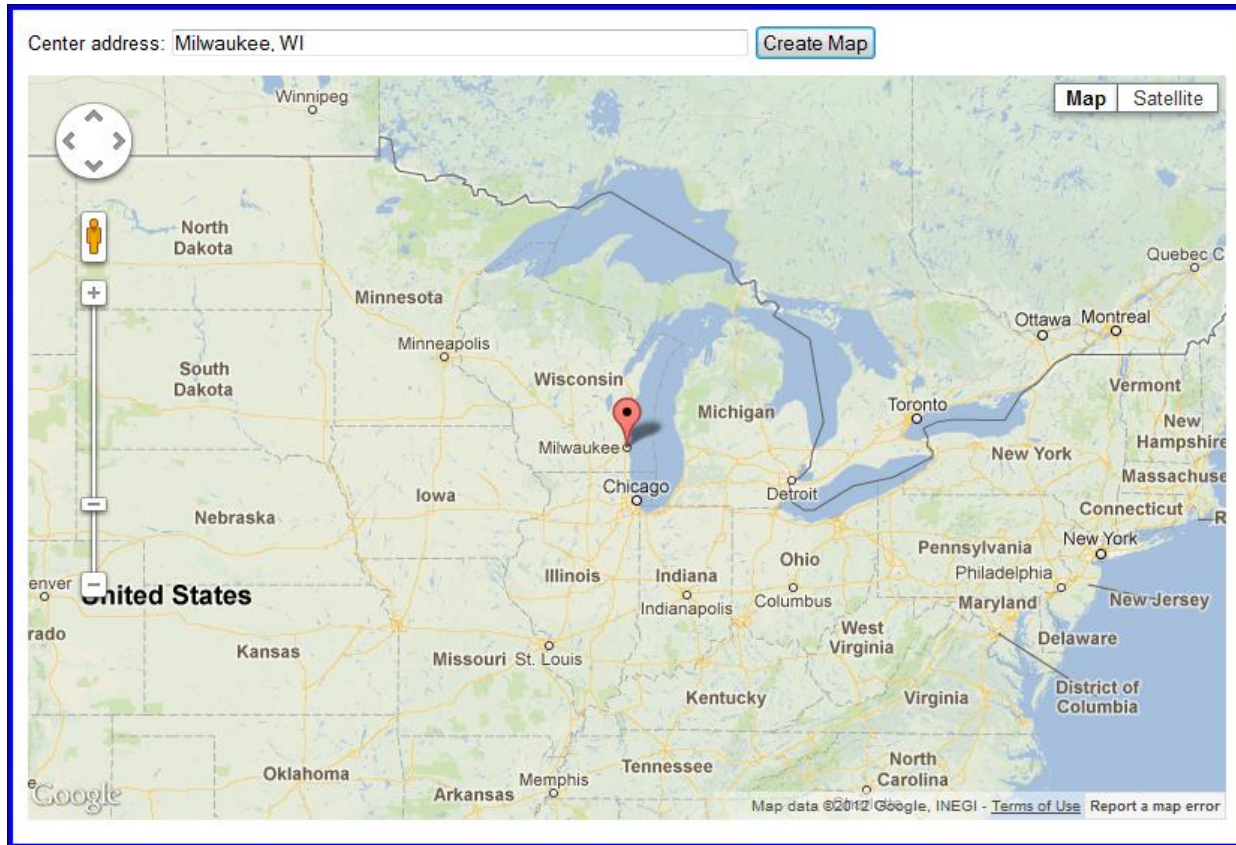 Center address: Milwaukee, WI Create Map
Winnipeg
Map Satellite
North
Dakota
Quebec C
Minnesota
Ottawa Montreal
Minneapolis
South
Dakota
Wisconsin
Vermont
Michigan
Toronto
New
Hampshire
Milwaukee
New York
Massachuse
Chicago
Detroit
Iowa
Connecticut
R
Nebraska
New York
Pennsylvania
Ohio
Illinois
Indiana
Philadelphia
enver
United States
Indianapolis
Columbus
Maryland
New Jersey
rado
West
Virginia
Delaware
Kansas
Missouri St. Louis
District of
Columbia
Kentucky
Virginia
North
Carolina
Oklahoma
Tennessee
Memphis
Arkansas
e
Google
Map data ©2012 Google, INEGI - Terms of Use Report a map error